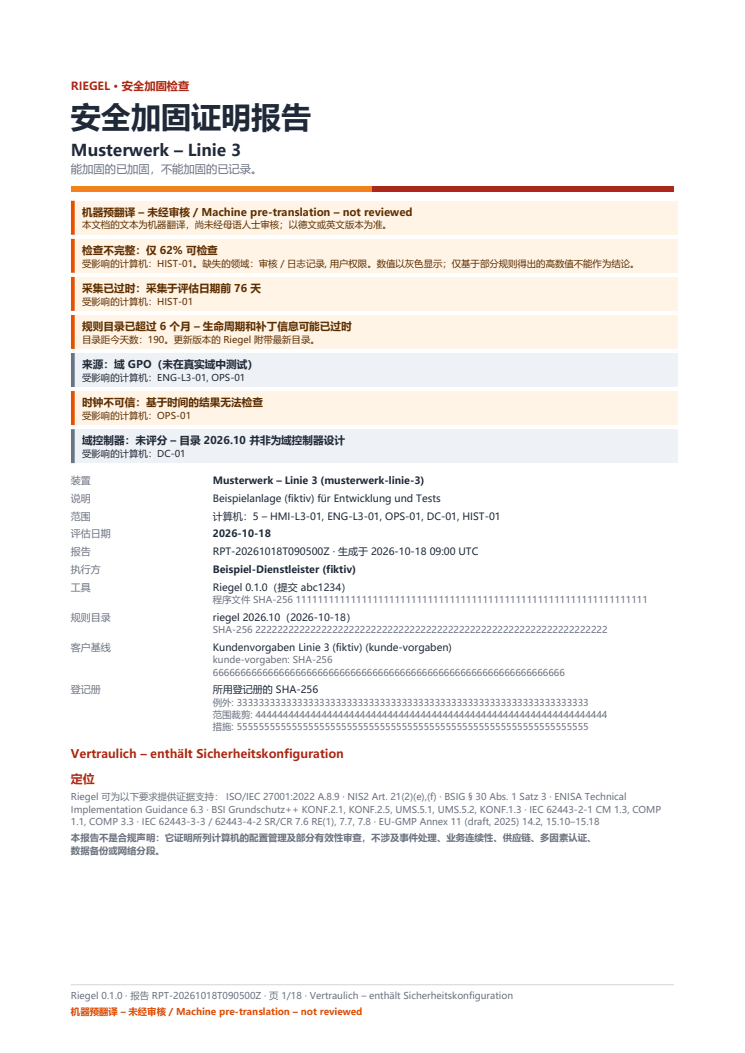 RIEGEL • 安全加固检查
安全加固证明报告
Musterwerk – Linie 3
能加固的已加固，不能加固的已记录。
机器预翻译 – 未经审核 / Machine pre-translation – not reviewed
本文档的文本为机器翻译，尚未经母语人士审核；以德文或英文版本为准。
检查不完整：仅 62% 可检查
受影响的计算机：HIST-01。缺失的领域：审核 / 日志记录, 用户权限。数值以灰色显示；仅基于部分规则得出的高数值不能作为结论。
采集已过时：采集于评估日期前 76 天
受影响的计算机：HIST-01
规则目录已超过 6 个月 – 生命周期和补丁信息可能已过时
目录距今天数：190。更新版本的 Riegel 附带最新目录。
来源：域 GPO（未在真实域中测试）
受影响的计算机：ENG-L3-01, OPS-01
时钟不可信：基于时间的结果无法检查
受影响的计算机：OPS-01
域控制器：未评分 – 目录 2026.10 并非为域控制器设计
受影响的计算机：DC-01
装置 Musterwerk – Linie 3 (musterwerk-linie-3)
说明 Beispielanlage (fiktiv) für Entwicklung und Tests
范围 计算机：5 – HMI-L3-01, ENG-L3-01, OPS-01, DC-01, HIST-01
评估日期 2026-10-18
报告 RPT-20261018T090500Z · 生成于 2026-10-18 09:00 UTC
执行方 Beispiel-Dienstleister (fiktiv)
工具 Riegel 0.1.0（提交 abc1234）
程序文件 SHA-256 1111111111111111111111111111111111111111111111111111111111111111
规则目录 riegel 2026.10（2026-10-18）
SHA-256 2222222222222222222222222222222222222222222222222222222222222222
客户基线 Kundenvorgaben Linie 3 (fiktiv) (kunde-vorgaben)
kunde-vorgaben: SHA-256
6666666666666666666666666666666666666666666666666666666666666666
登记册 所用登记册的 SHA-256
例外: 3333333333333333333333333333333333333333333333333333333333333333
范围裁剪: 4444444444444444444444444444444444444444444444444444444444444444
措施: 5555555555555555555555555555555555555555555555555555555555555555
Vertraulich – enthält Sicherheitskonfiguration
定位
Riegel 可为以下要求提供证据支持： ISO/IEC 27001:2022 A.8.9 · NIS2 Art. 21(2)(e),(f) · BSIG § 30 Abs. 1 Satz 3 · ENISA Technical
Implementation Guidance 6.3 · BSI Grundschutz++ KONF.2.1, KONF.2.5, UMS.5.1, UMS.5.2, KONF.1.3 · IEC 62443-2-1 CM 1.3, COMP
1.1, COMP 3.3 · IEC 62443-3-3 / 62443-4-2 SR/CR 7.6 RE(1), 7.7, 7.8 · EU-GMP Annex 11 (draft, 2025) 14.2, 15.10–15.18
本报告不是合规声明：它证明所列计算机的配置管理及部分有效性审查，不涉及事件处理、业务连续性、供应链、多因素认证、
数据备份或网络分段。
Riegel 0.1.0 · 报告 RPT-20261018T090500Z · 页 1/18 · Vertraulich – enthält Sicherheitskonfiguration
机器预翻译 – 未经审核 / Machine pre-translation – not reviewed